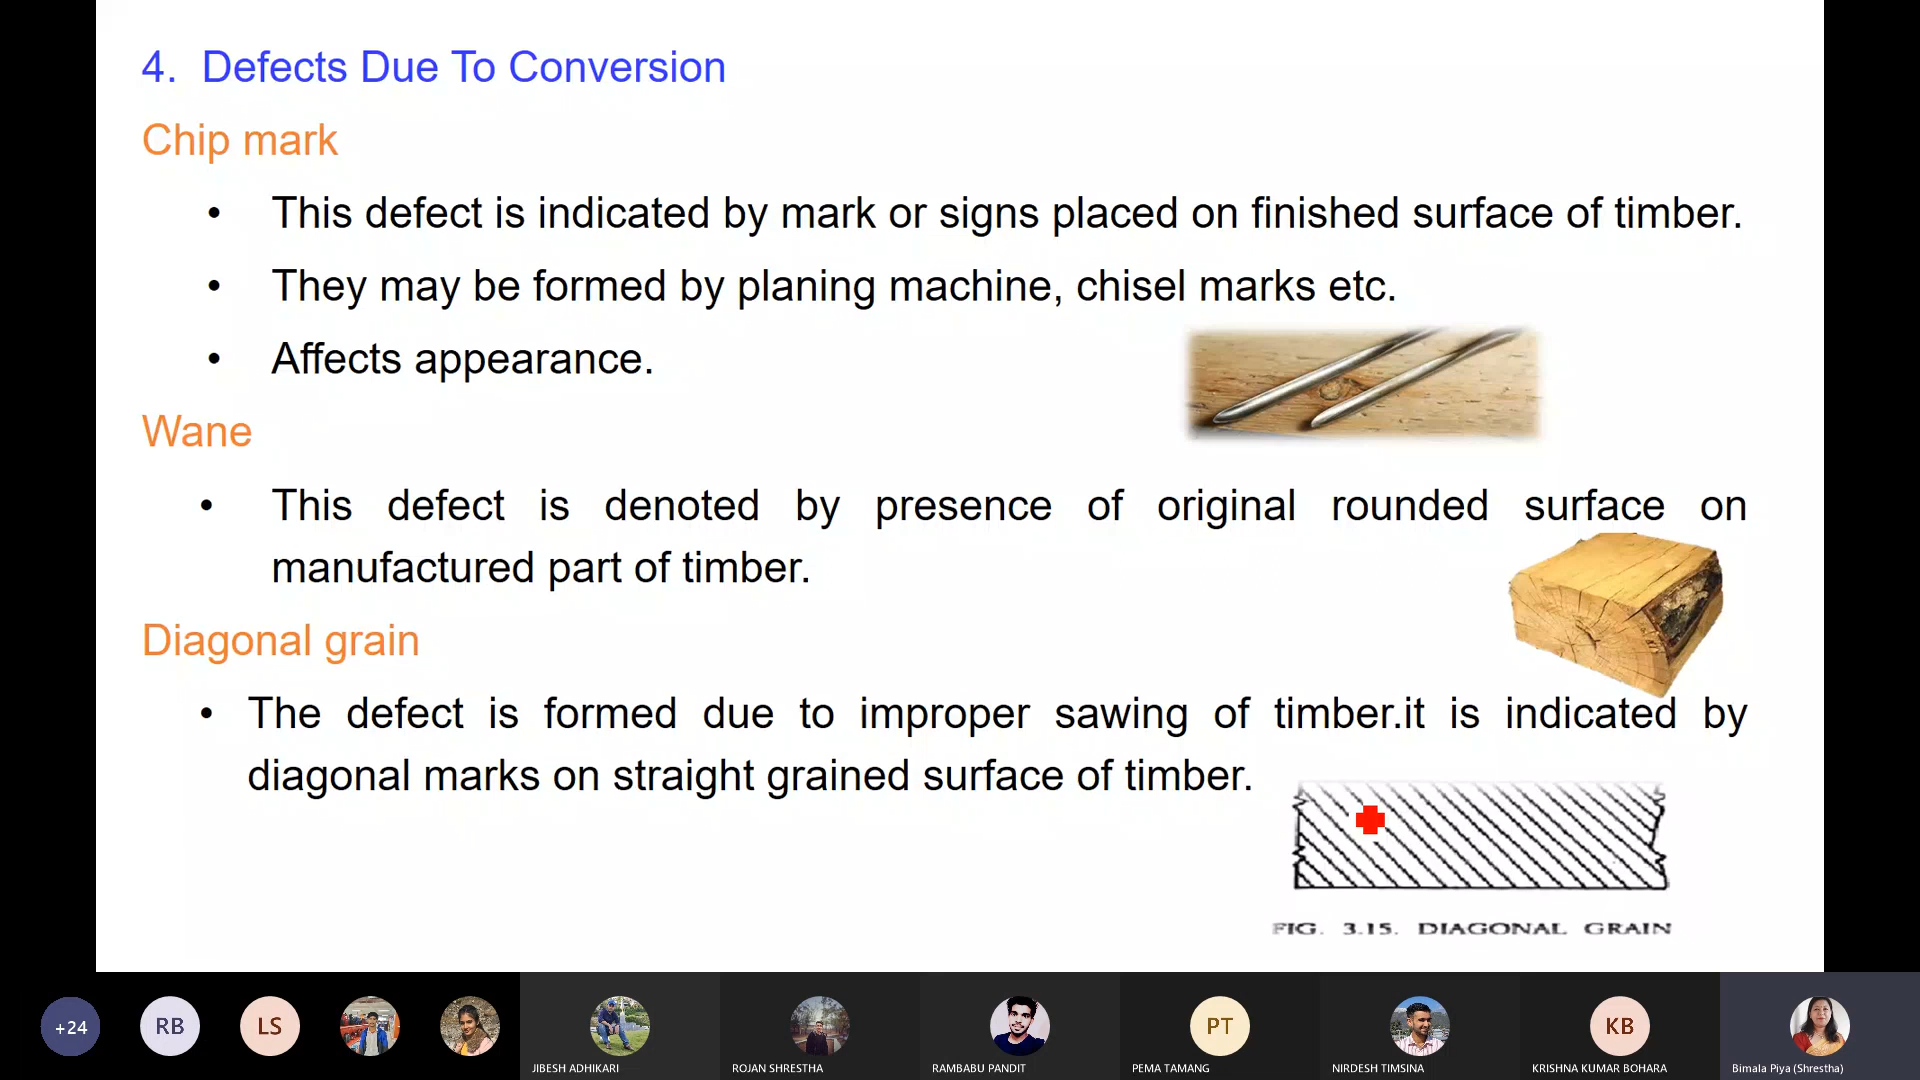 4. Defects Due To Conversion
Chip mark
• This defect is indicated by mark or signs placed on finished surface of timber.
• They may be formed by planing machine, chisel marks etc.
• Affects appearance.
Wane
• This defect is denoted by presence of original rounded surface on
manufactured part of timber.
Diagonal grain
• The defect is formed due to improper sawing of timber.it is indicated by
diagonal marks on straight grained surface of timber.
FIG. 3.15. DIAGONAL GRAIN
+24
RB
LS
PT
KB
JIBESH ADHIKARI
ROJAN SHRESTHA
RAMBABU PANDIT
PEMA TAMANG
NIRDESH TIMSINA
KRISHNA KUMAR BOHARA
Bimala Piya (Shrestha)